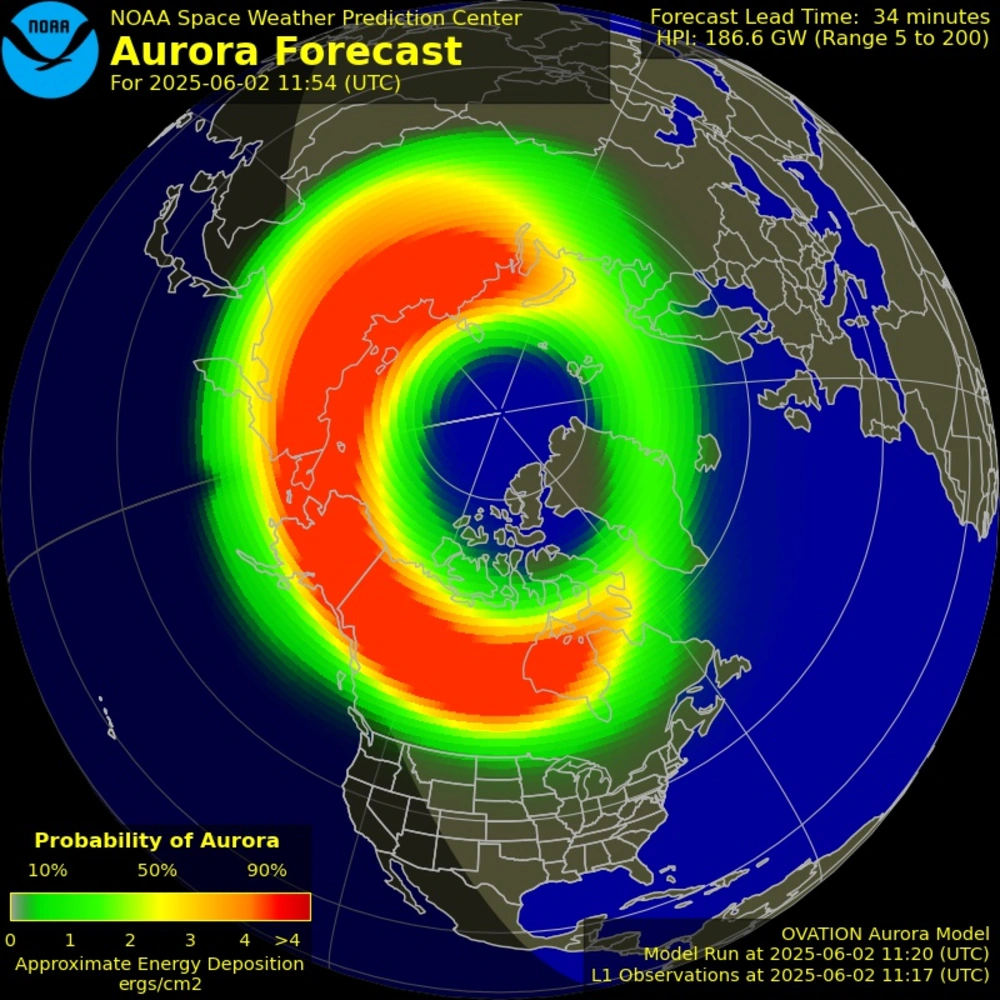 NOAA
NOAA Space Weather Prediction Center
Aurora Forecast
For 2025-06-02 11:54 (UTC)
Forecast Lead Time: 34 minutes
HPI: 186.6 GW (Range 5 to 200)
Probability of Aurora
10% 50% 90%
0 1 2 3 4 >4
Approximate Energy Deposition
ergs/cm2
OVATION Aurora Model
Model Run at 2025-06-02 11:20 (UTC)
L1 Observations at 2025-06-02 11:17 (UTC)